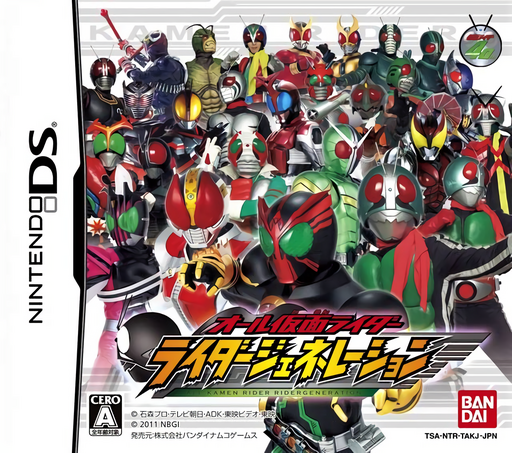 KAMEN RIDER
NINTENDO DS
オール仮面ライダー
ライダージェネレーション
KAMEN RIDER RIDERGENERATION
CERO
A
全年齢対象
© 石森プロ・テレビ朝日・ADK・東映ビデオ・東映
© 2011 NBGI
発売元:株式会社バンダイナムコゲームス
BAN
DAI
TSA-NTR-TAKJ-JPN